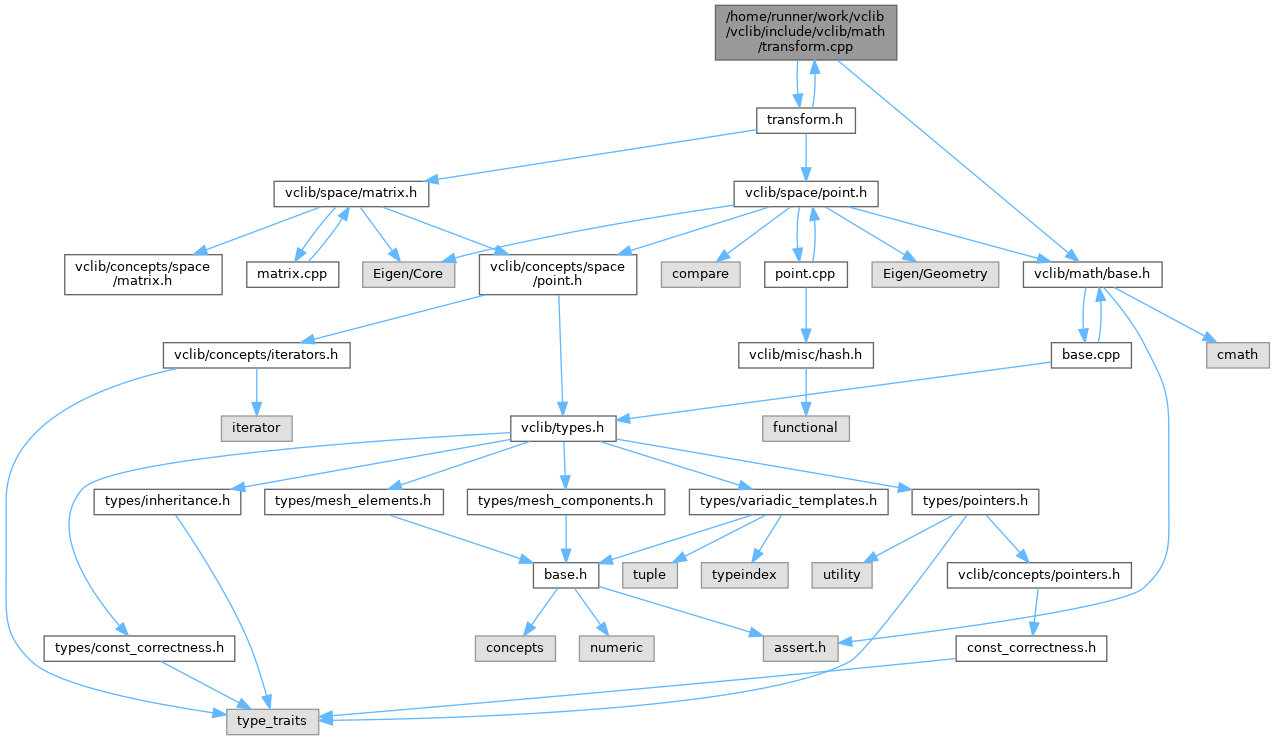 /home/runner/work/vclib
/vclib/include/vclib/math
/transform.cpp
transform.h
vclib/space/matrix.h
vclib/space/point.h
vclib/concepts/space
/matrix.h
matrix.cpp
Eigen/Core
vclib/concepts/space
/point.h
compare
point.cpp
Eigen/Geometry
vclib/math/base.h
vclib/concepts/iterators.h
vclib/misc/hash.h
base.cpp
cmath
iterator
vclib/types.h
functional
types/inheritance.h
types/mesh_elements.h
types/mesh_components.h
types/variadic_templates.h
types/pointers.h
base.h
tuple
typeindex
utility
vclib/concepts/pointers.h
types/const_correctness.h
concepts
numeric
assert.h
const_correctness.h
type_traits